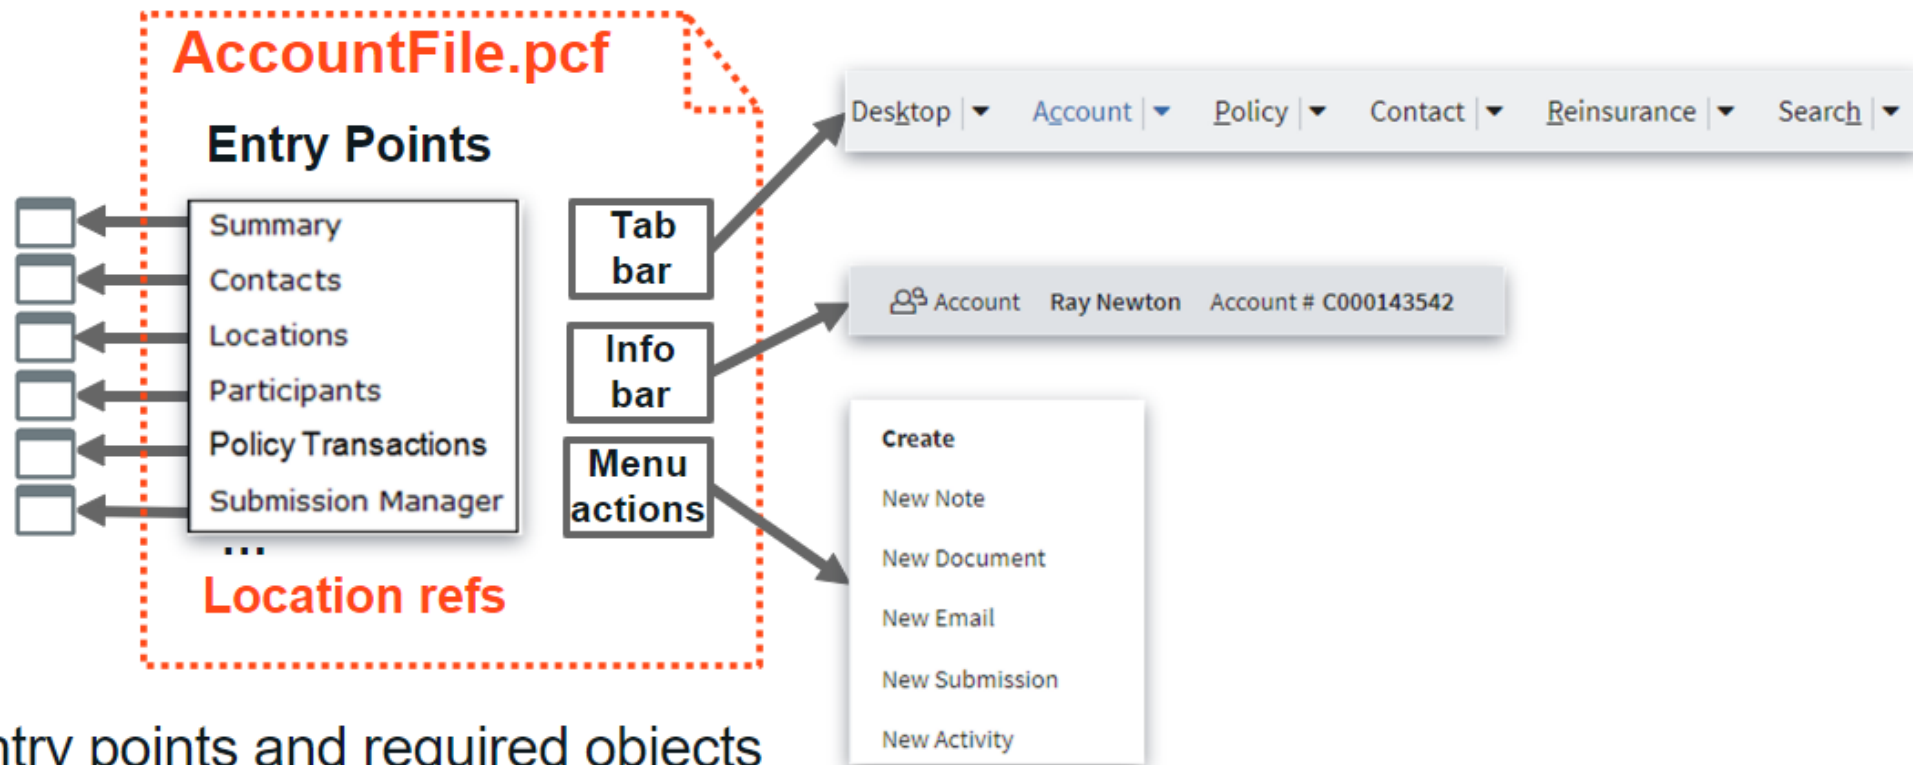 AccountFile.pcf
Entry Points
Summary
Contacts
Locations
Participants
Policy Transactions
Submission Manager
...
Location refs
Tab
bar
Info
bar
Menu
actions
Desktop Account Policy Contact Reinsurance Search
Account Ray Newton Account # C000143542
Create
New Note
New Document
New Email
New Submission
New Activity
ntry points and required objects